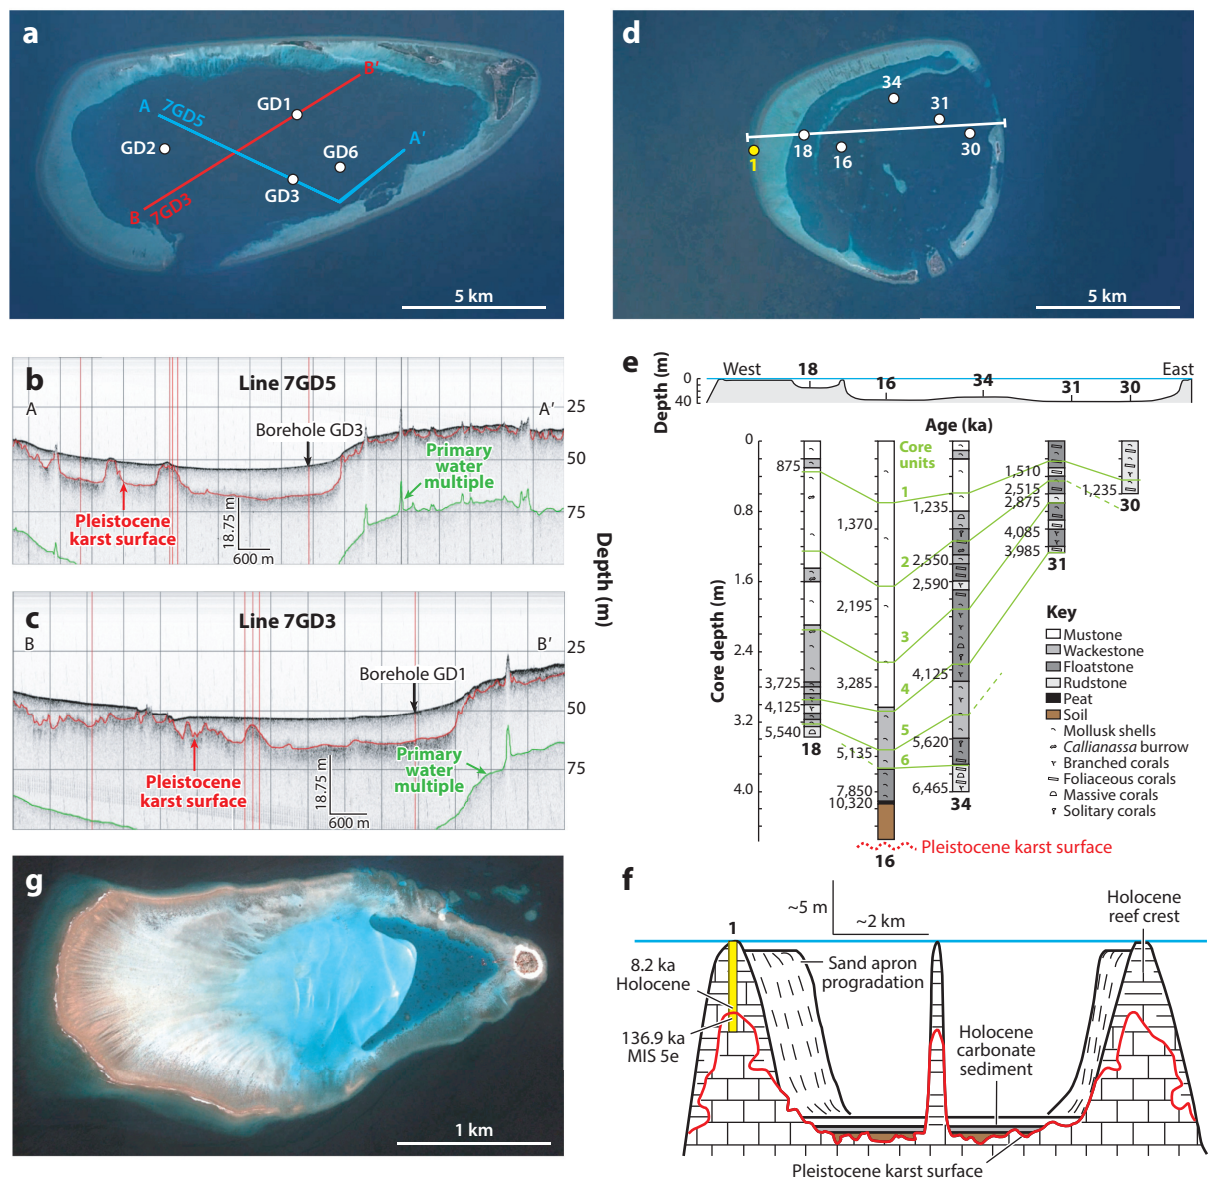 a
A
7GD5
B'
GD1
GD2
A'
GD6
GD3
B
7GD3
5 km
d
34
31
1
18
16
30
5 km
b
Line 7GD5
A
A'
25
Borehole GD3
50
Primary
water
multiple
Pleistocene
karst surface
18.75 m
600 m
75
Depth (m)
c
Line 7GD3
B
B'
25
Borehole GD1
50
Primary
water
multiple
Pleistocene
karst surface
18.75 m
600 m
75
e
Depth (m)
0
40
West
18
16
34
31
30
East
Age (ka)
Core
units
Core depth (m)
0
0.8
1.6
2.4
3.2
4.0
875
3,725
4,125
5,540
18
1,370
2,195
3,285
5,135
7,850
10,320
16
1
2
3
4
5
6
1,235
2,550
2,590
4,125
5,620
6,465
34
1,510
2,515
2,875
4,085
3,985
31
1,235
30
Pleistocene karst surface
Key
Mustone
Wackestone
Floatstone
Rudstone
Peat
Soil
Mollusk shells
Callianassa burrow
Branched corals
Foliaceous corals
Massive corals
Solitary corals
g
1 km
f
~5 m
~2 km
1
Holocene
reef crest
8.2 ka
Holocene
Sand apron
progradation
136.9 ka
MIS 5e
Holocene
carbonate
sediment
Pleistocene karst surface